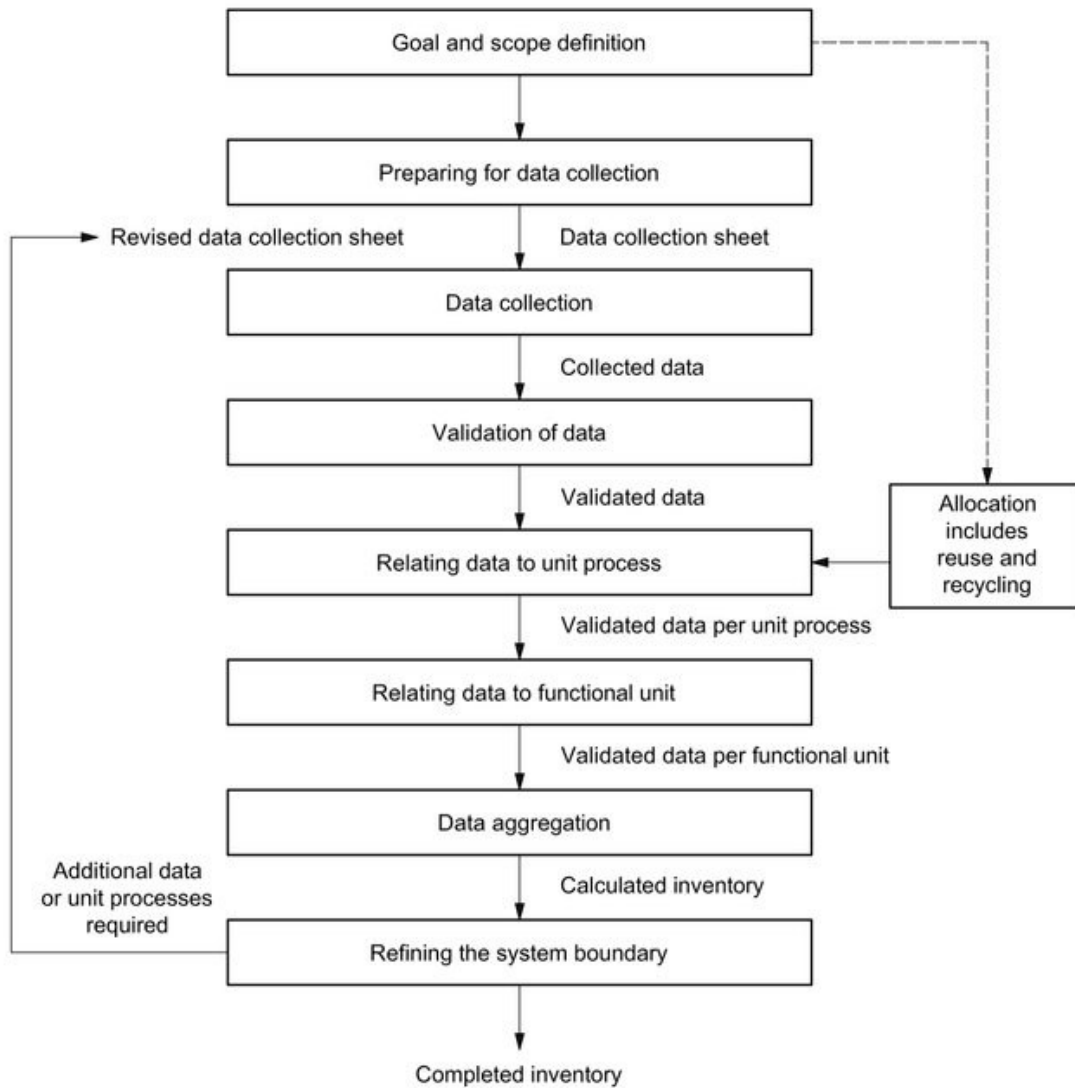 Goal and scope definition
Preparing for data collection
Revised data collection sheet
Data collection sheet
Data collection
Collected data
Validation of data
Validated data
Allocation
includes
reuse and
recycling
Relating data to unit process
Validated data per unit process
Relating data to functional unit
Validated data per functional unit
Data aggregation
Additional data
or unit processes
required
Calculated inventory
Refining the system boundary
Completed inventory